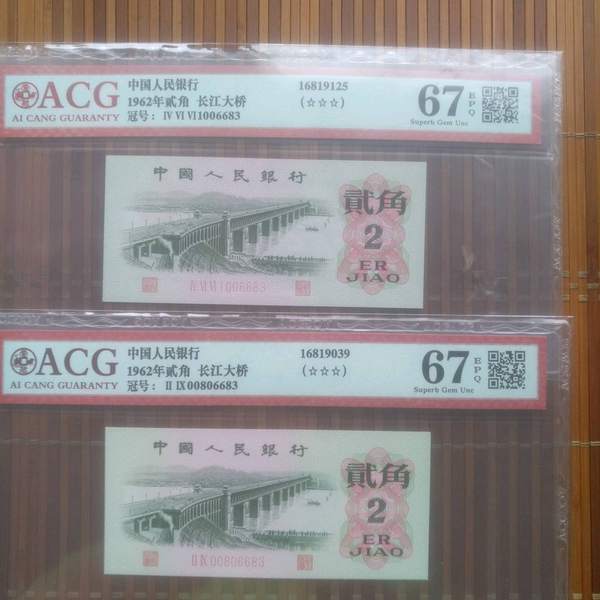 ACG
AI CANG GUARANTY
中国人民银行
1962年贰角 长江大桥
冠号： IV VI VI1006683
16819125
(☆☆☆)
67
EPQ
Superb Gem Unc
中國人民銀行
貳角
2
ER
JIAO
IV VI VI 1006683
ACG
AI CANG GUARANTY
中国人民银行
1962年贰角 长江大桥
冠号： II IX00806683
16819039
(☆☆☆)
67
EPQ
Superb Gem Unc
中國人民銀行
貳角
2
ER
JIAO
II IX 00806683